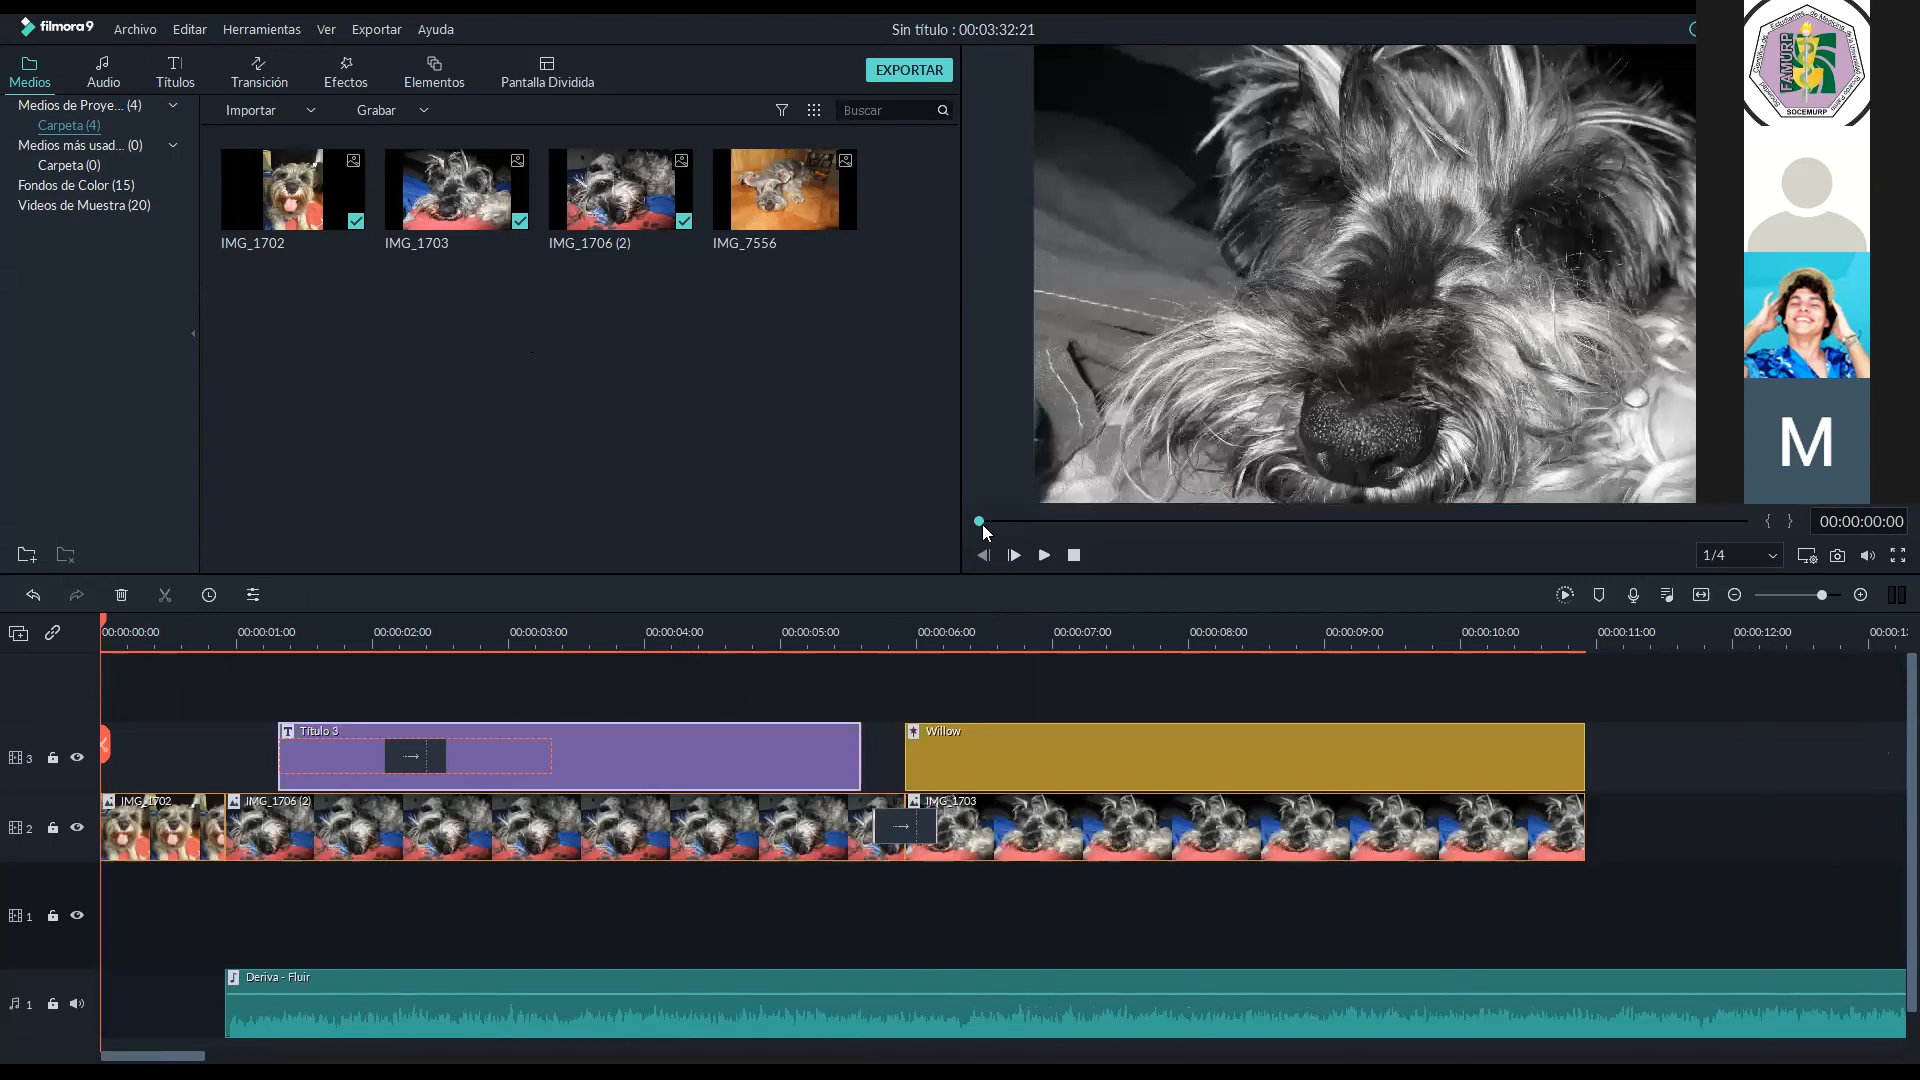 filmora9 Archivo Editar Herramientas Ver Exportar Ayuda Sin título : 00:03:32:21
Medios Audio Títulos Transición Efectos Elementos Pantalla Dividida EXPORTAR
Medios de Proye... (4) Importar Grabar Buscar
Carpeta (4)
Medios más usad... (0)
Carpeta (0)
Fondos de Color (15)
Videos de Muestra (20)
IMG_1702 IMG_1703 IMG_1706 (2) IMG_7556
FAMURP
SOCEMURP
M
{ } 00:00:00:00
1/4
00:00:00:00 00:00:01:00 00:00:02:00 00:00:03:00 00:00:04:00 00:00:05:00 00:00:06:00 00:00:07:00 00:00:08:00 00:00:09:00 00:00:10:00 00:00:11:00 00:00:12:00
T Título 3 Willow
3
IMG_1702 IMG_1706 (2) IMG_1703
2
1
Deriva - Fluir
1